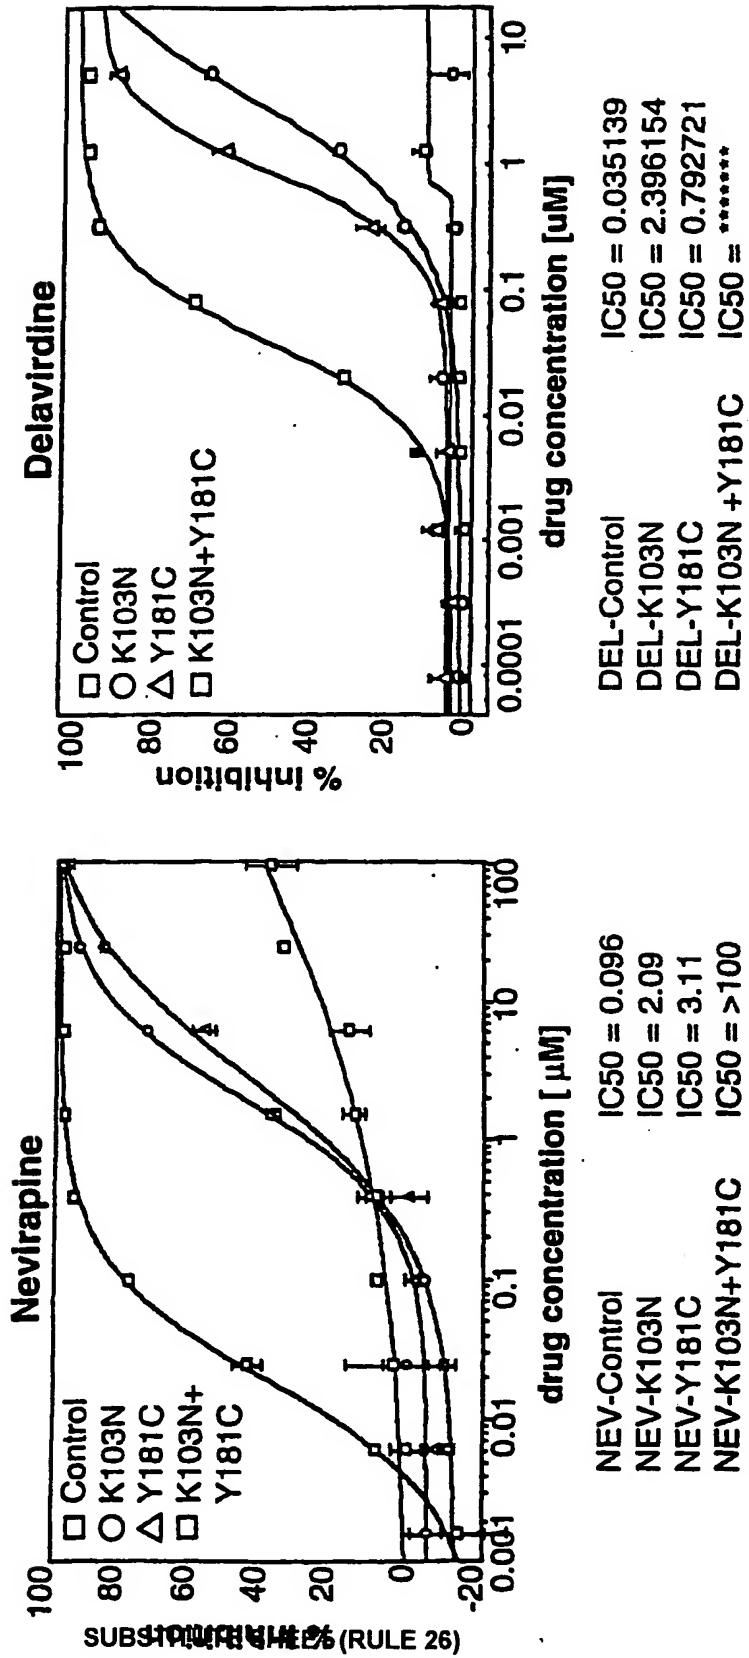 Nevirapine
100
80
60
40
20
0
-20
□ Control
○ K103N
△ Y181C
□ K103N+
Y181C
0.001
0.01
0.1
1
10
100
drug concentration [ μM]
NEV-Control IC50 = 0.096
NEV-K103N IC50 = 2.09
NEV-Y181C IC50 = 3.11
NEV-K103N+Y181C IC50 = >100
Delavirdine
% inhibition
100
80
60
40
20
0
□ Control
○ K103N
△ Y181C
□ K103N+Y181C
0.0001
0.001
0.01
0.1
1
10
drug concentration [uM]
DEL-Control IC50 = 0.035139
DEL-K103N IC50 = 2.396154
DEL-Y181C IC50 = 0.792721
DEL-K103N +Y181C IC50 = *******
(RULE 26)